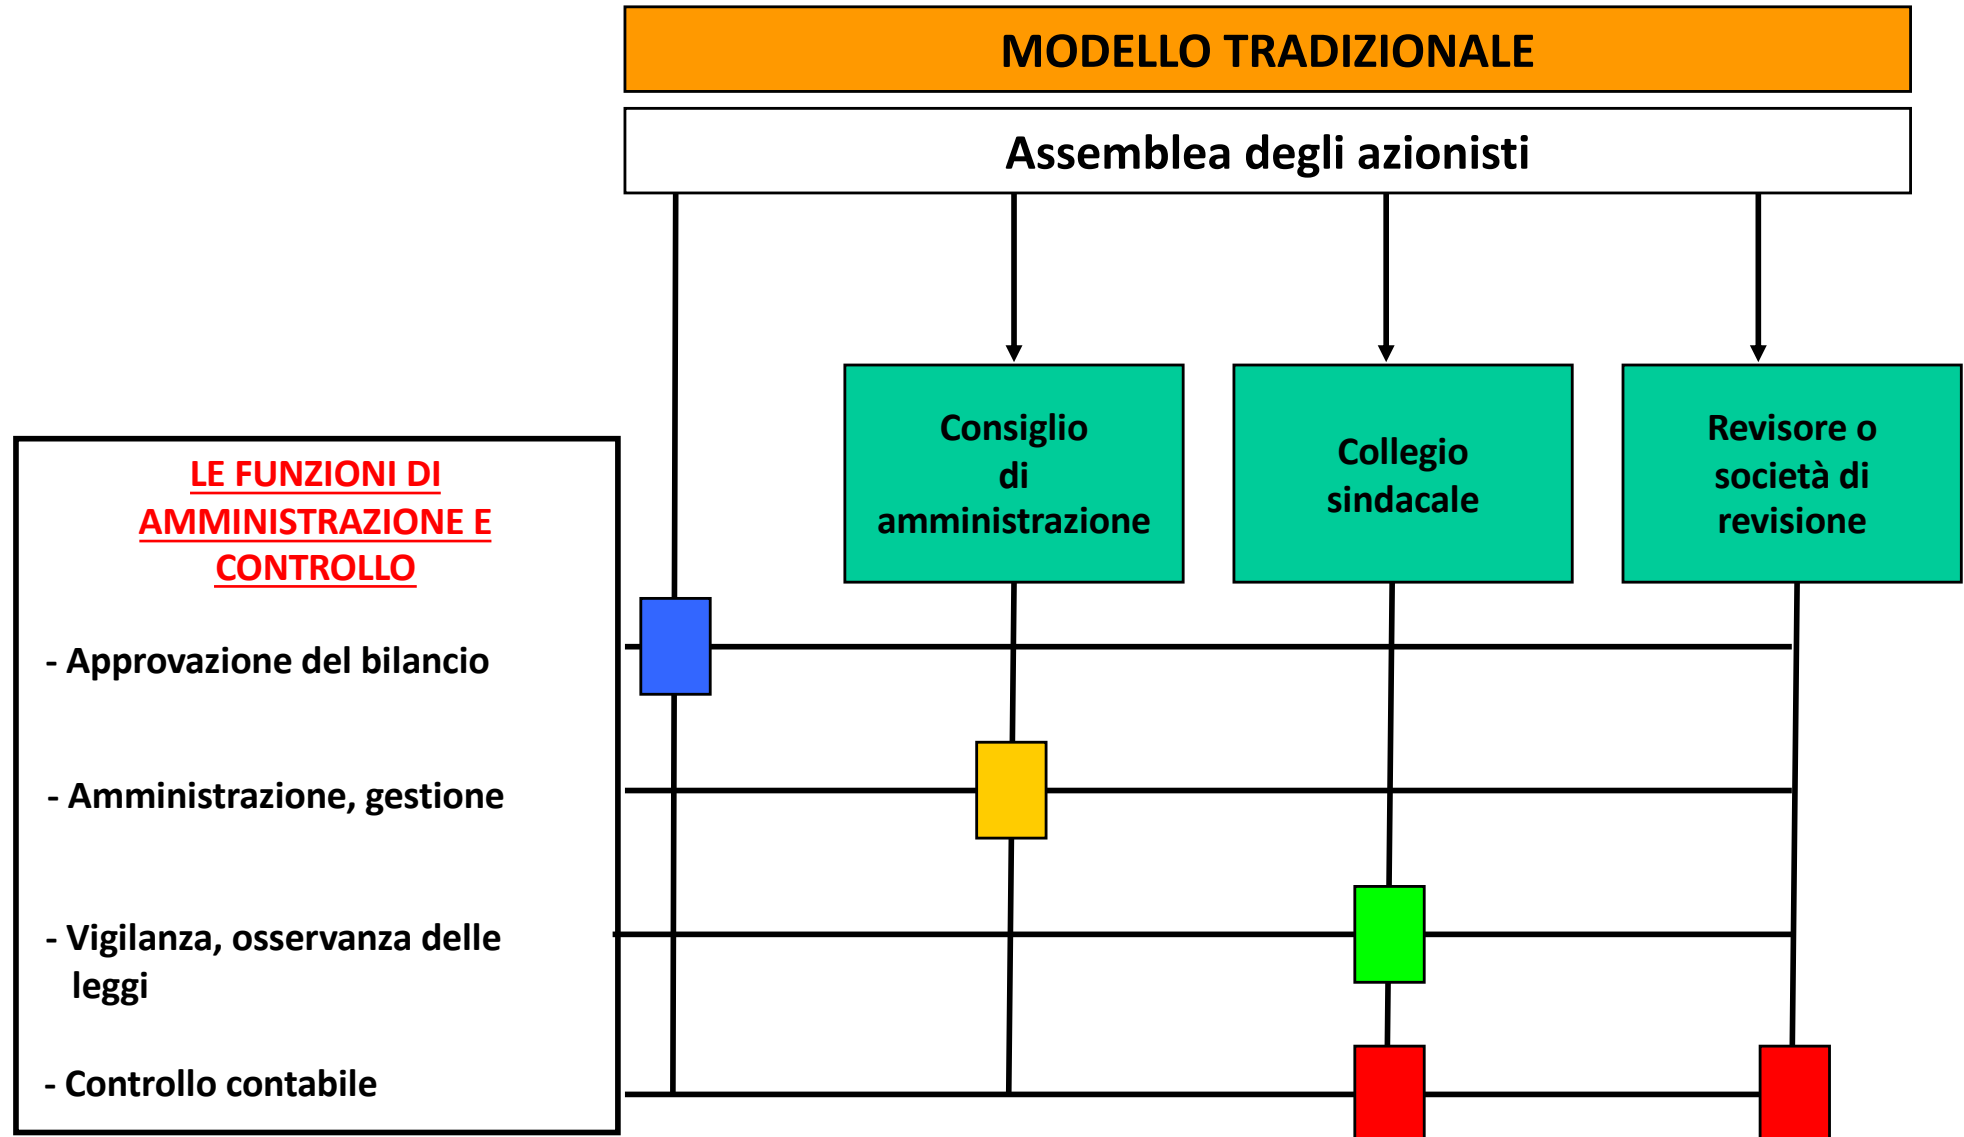 MODELLO TRADIZIONALE
Assemblea degli azionisti
Consiglio
di
amministrazione
Collegio
sindacale
Revisore o
società di
revisione
LE FUNZIONI DI
AMMINISTRAZIONE E
CONTROLLO
- Approvazione del bilancio
- Amministrazione, gestione
- Vigilanza, osservanza delle
leggi
- Controllo contabile